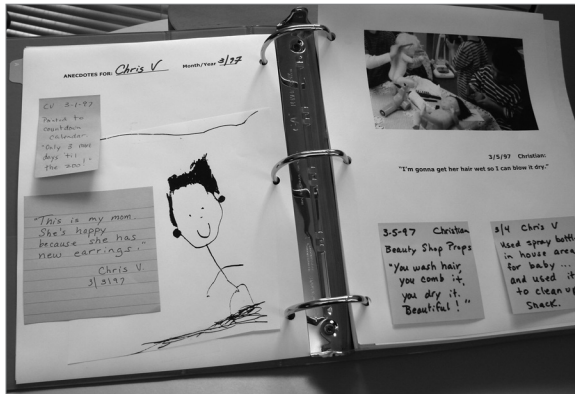 ANECDOTES FOR: Chris V Month/Year 3/97
CV 3-1-97
Points to
countdown
calendar.
"Only 3 more
days 'til
the zoo!"
"This is my mom.
She's happy
because she has
new earrings."
Chris V.
3/3/97
3/5/97 Christian:
"I'm gonna get her hair wet so I can blow it dry."
3-5-97 Christian
Beauty Shop Props
"You wash hair,
you comb it,
you dry it.
Beautiful!"
3/4 Chris V
Used spray bottle
in house area
for baby ...
and used it
to clean up
snack.